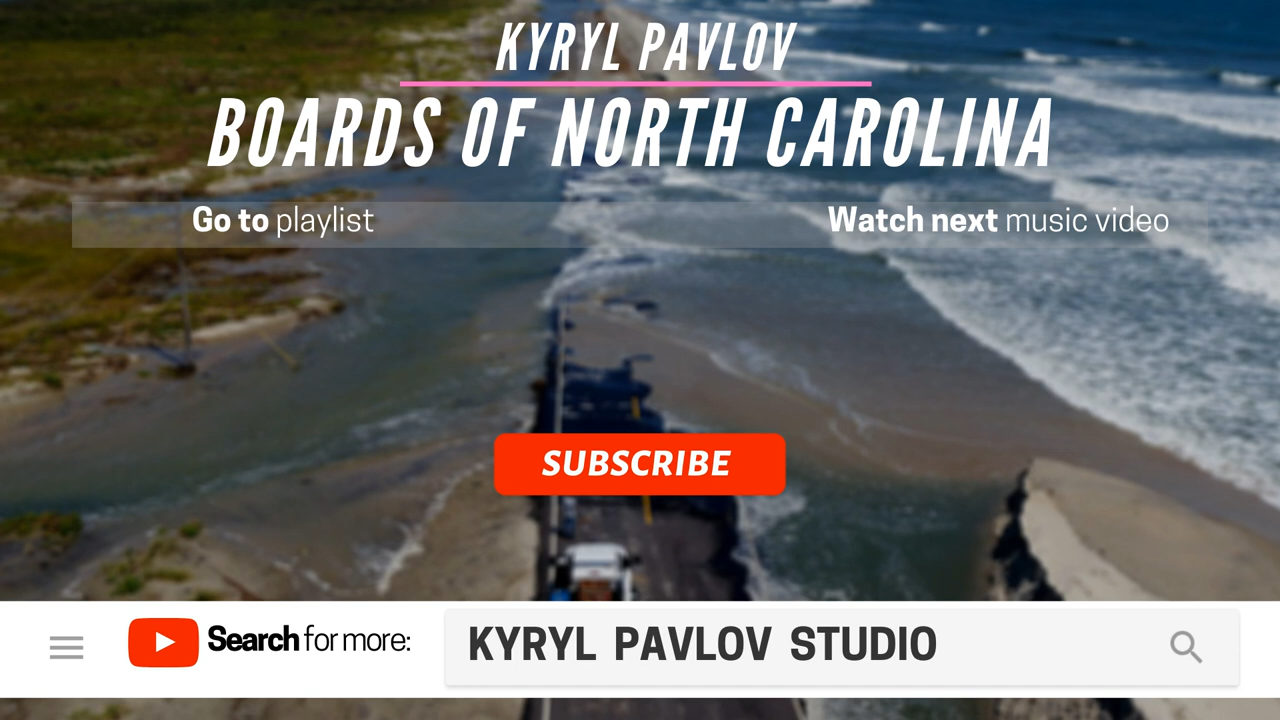 KYRYL PAVLOV
BOARDS OF NORTH CAROLINA
Go to playlist
Watch next music video
SUBSCRIBE
Search for more:
KYRYL PAVLOV STUDIO